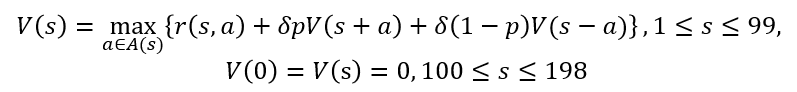 V(s) = max_{a∈A(s)} {r(s, a) + δpV(s + a) + δ(1 − p)V(s − a)} , 1 ≤ s ≤ 99,
V(0) = V(s) = 0, 100 ≤ s ≤ 198